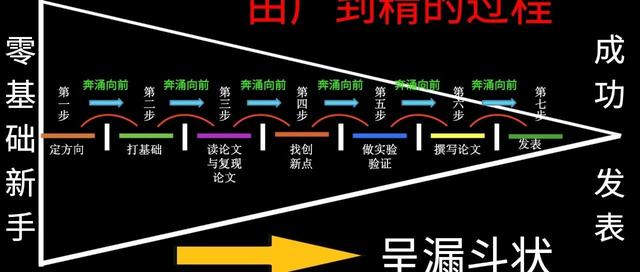 由广到精的过程
零基础新手
成功 发表
第一步
奔涌向前
第二步
奔涌向前
第三步
奔涌向前
第四步
奔涌向前
第五步
奔涌向前
第六步
奔涌向前
第七步
定方向
打基础
读论文
与复现
论文
找创
新点
做实验
验证
撰写论文
发表
呈漏斗状